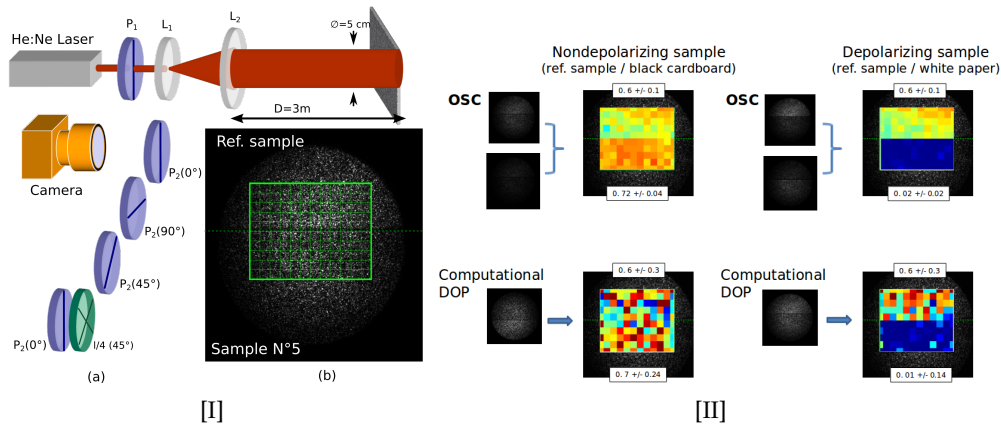 He:Ne Laser
P1
L1
L2
∅=5 cm
D=3m
Camera
P2(0°)
P2(90°)
P2(45°)
P2(0°)
l/4 (45°)
(a)
Ref. sample
Sample N°5
(b)
[I]
Nondepolarizing sample
(ref. sample / black cardboard)
Depolarizing sample
(ref. sample / white paper)
OSC
0. 6 +/- 0.1
0. 72 +/- 0.04
OSC
0. 6 +/- 0.1
0. 02 +/- 0.02
Computational
DOP
0. 6 +/- 0.3
0. 7 +/- 0.24
Computational
DOP
0. 6 +/- 0.3
0. 01 +/- 0.14
[II]